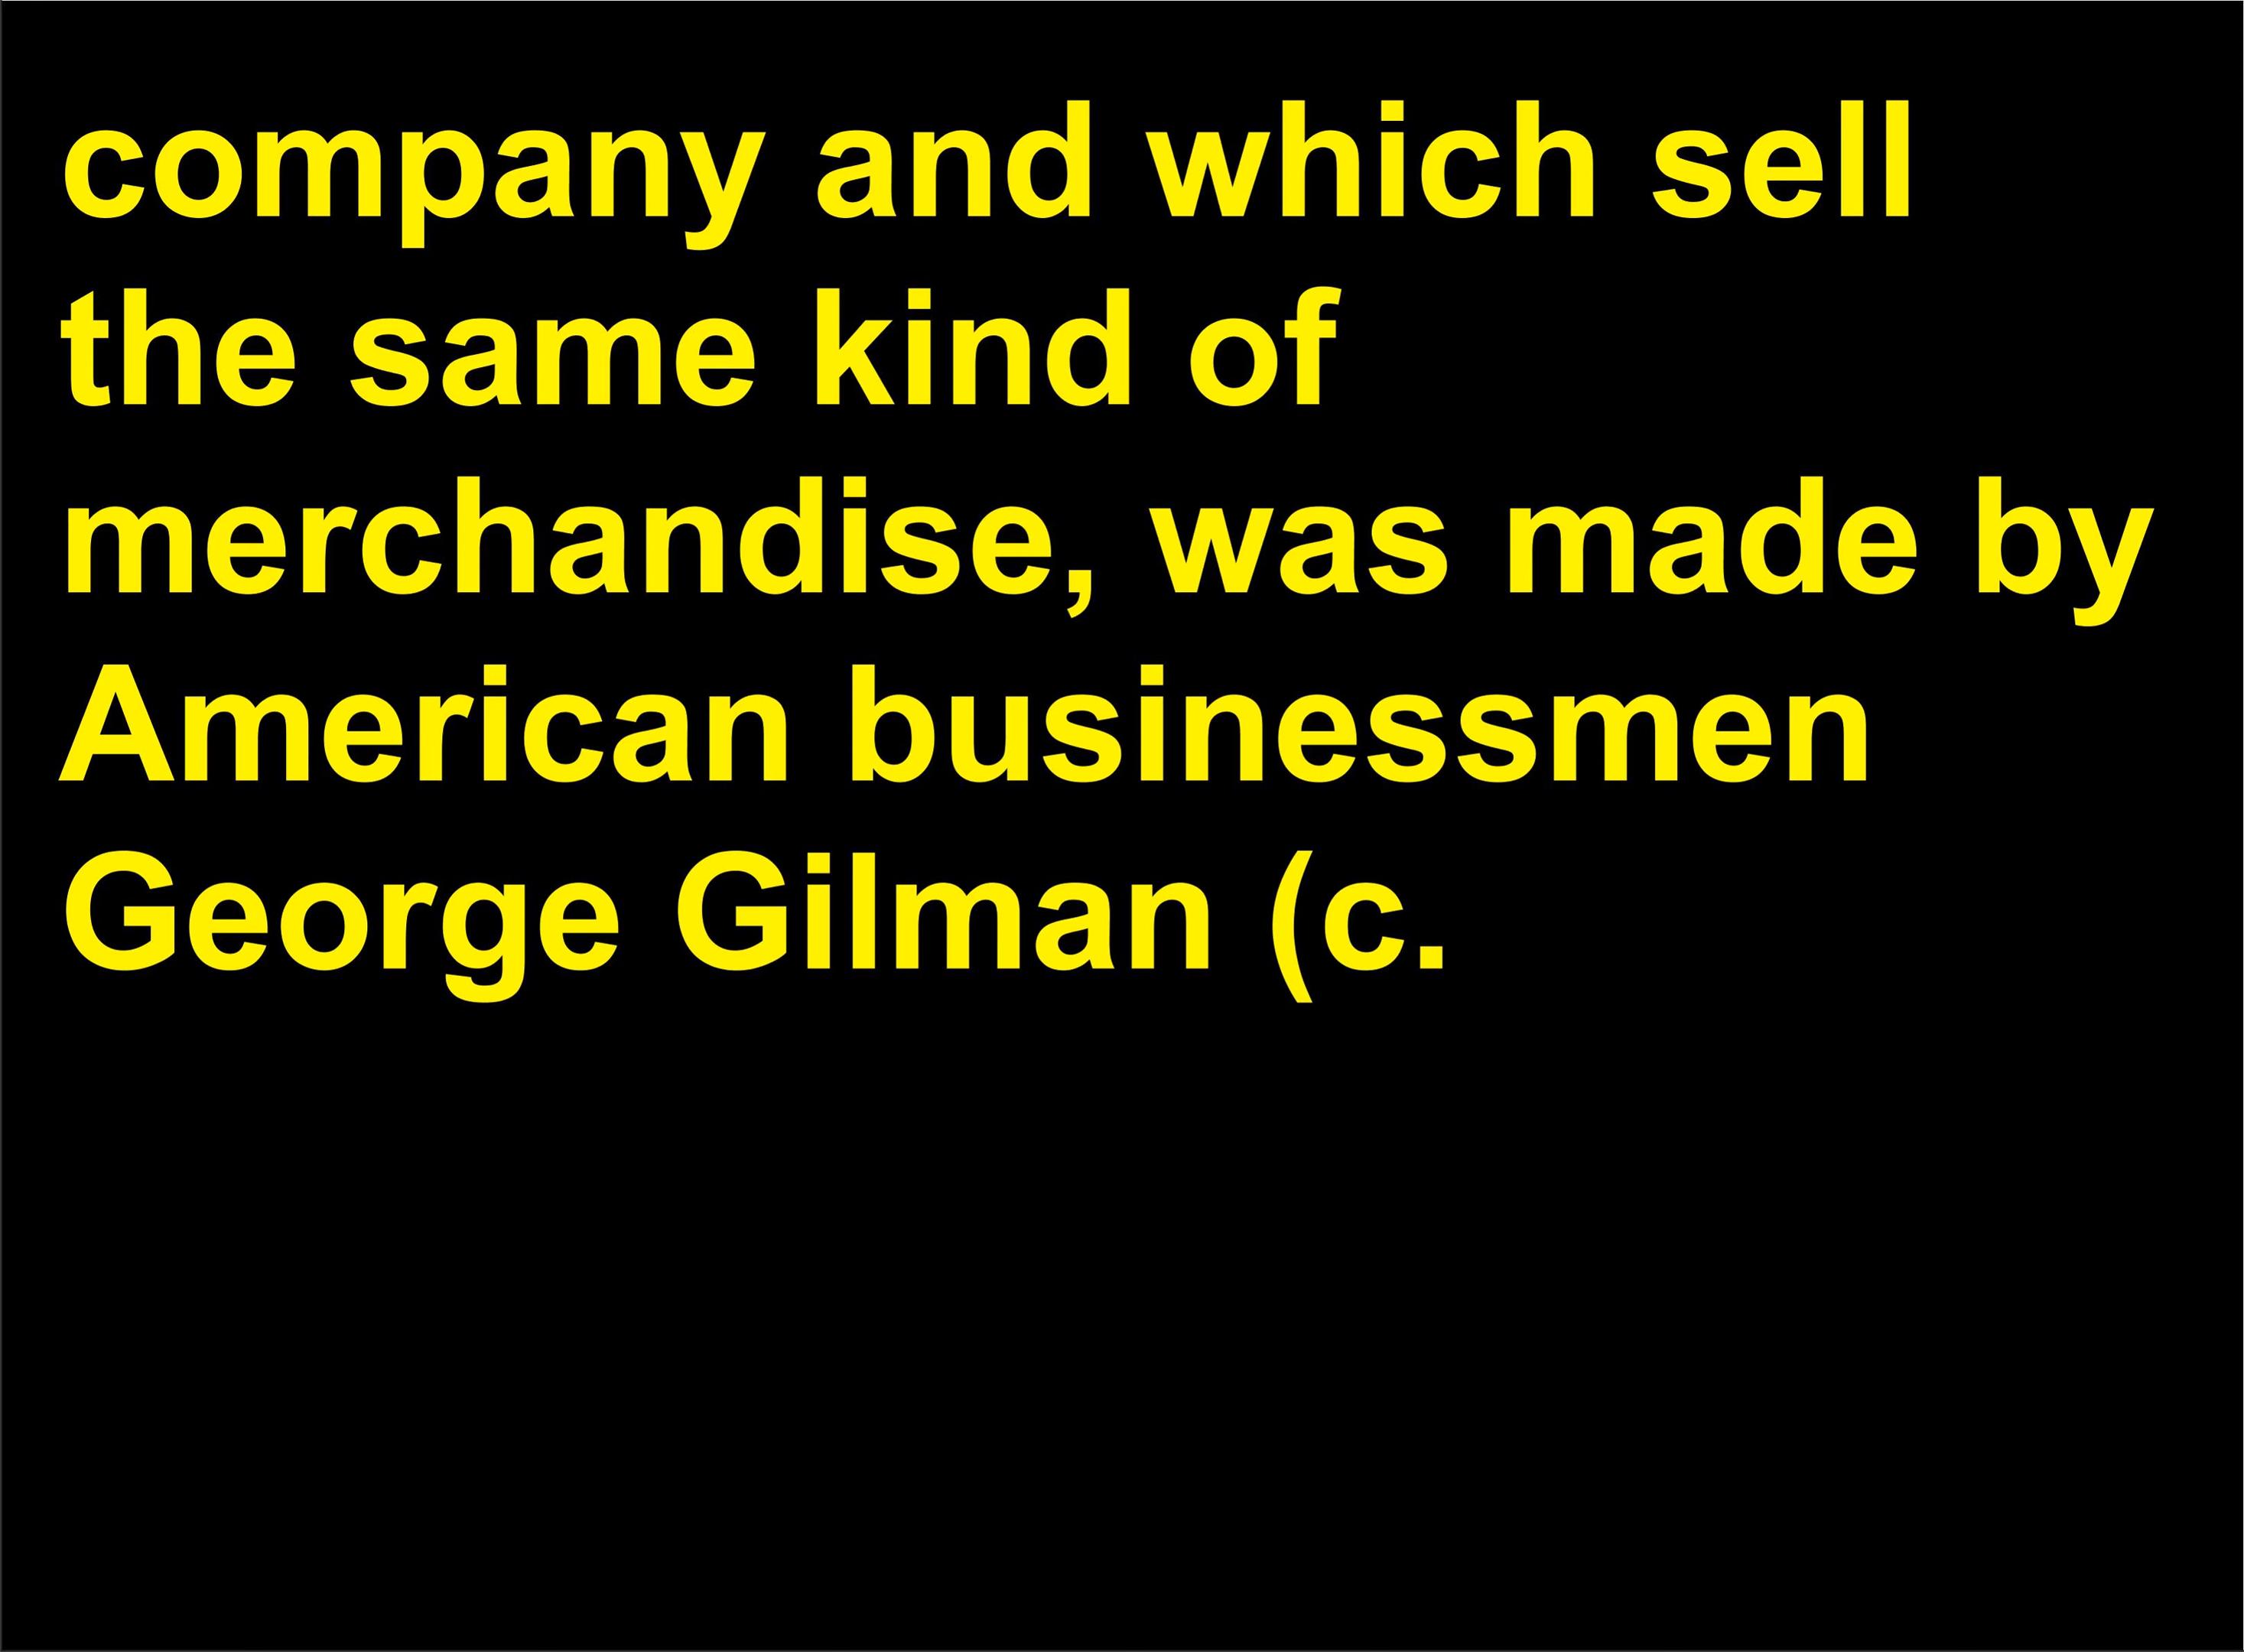 company and which sell
the same kind of
merchandise, was made by
American businessmen
George Gilman (c.